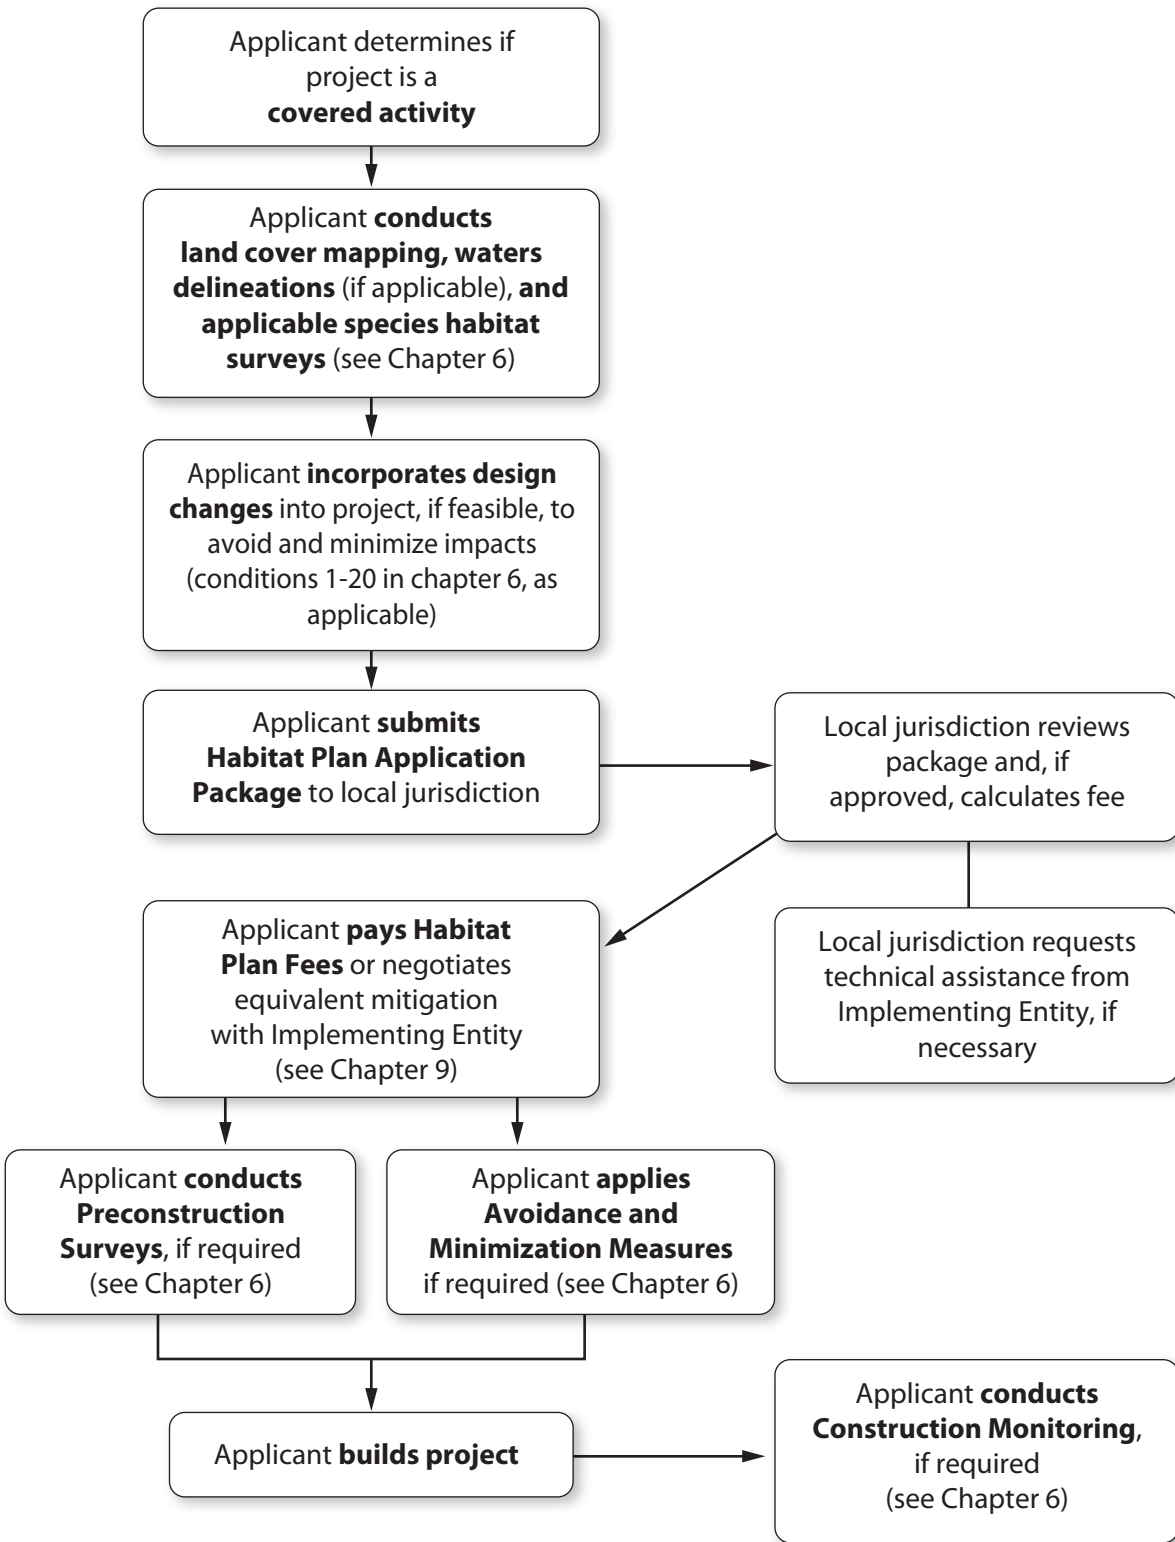 Applicant determines if
project is a
covered activity
Applicant conducts
land cover mapping, waters
delineations (if applicable), and
applicable species habitat
surveys (see Chapter 6)
Applicant incorporates design
changes into project, if feasible, to
avoid and minimize impacts
(conditions 1-20 in chapter 6, as
applicable)
Applicant submits
Habitat Plan Application
Package to local jurisdiction
Local jurisdiction reviews
package and, if
approved, calculates fee
Local jurisdiction requests
technical assistance from
Implementing Entity, if
necessary
Applicant pays Habitat
Plan Fees or negotiates
equivalent mitigation
with Implementing Entity
(see Chapter 9)
Applicant conducts
Preconstruction
Surveys, if required
(see Chapter 6)
Applicant applies
Avoidance and
Minimization Measures
if required (see Chapter 6)
Applicant builds project
Applicant conducts
Construction Monitoring,
if required
(see Chapter 6)